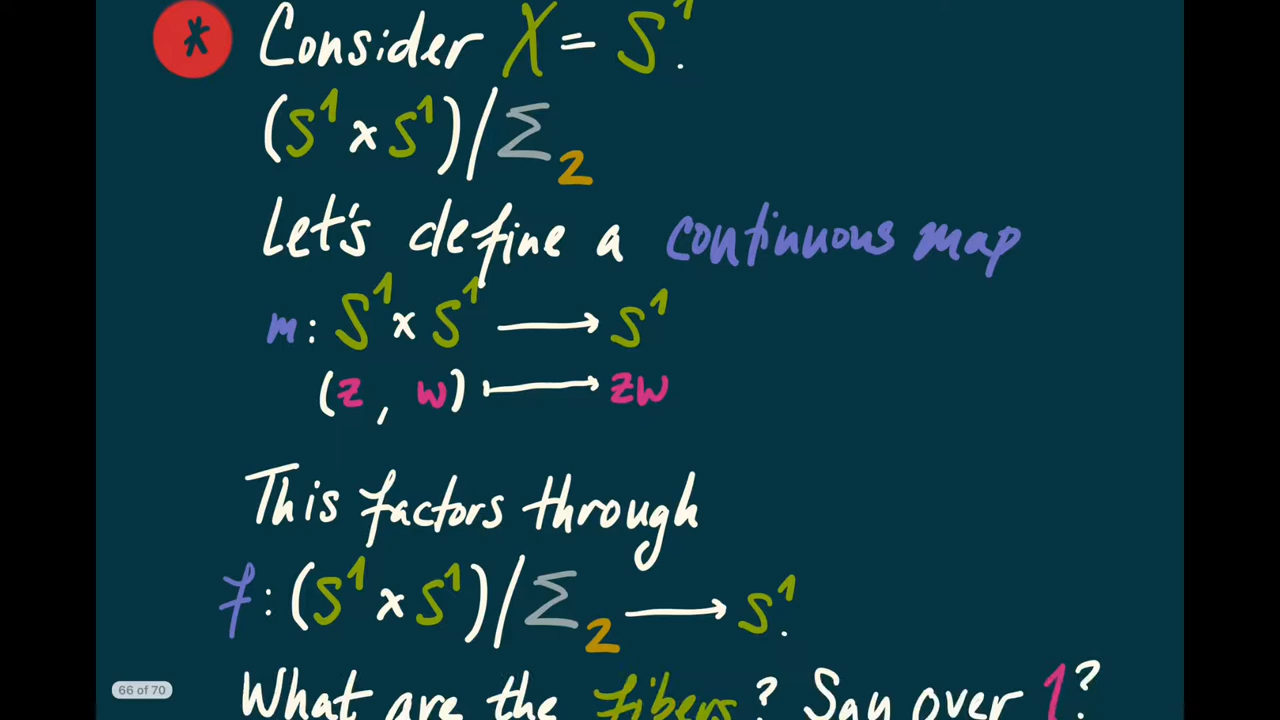 * Consider X = S¹.
(S¹ x S¹)/Σ₂
Let's define a continuous map
m: S¹ x S¹ ⟶ S¹
(z, w) ⟼ zw
This factors through
f: (S¹ x S¹)/Σ₂ ⟶ S¹.
66 of 70
What are the fibers? Say over 1?